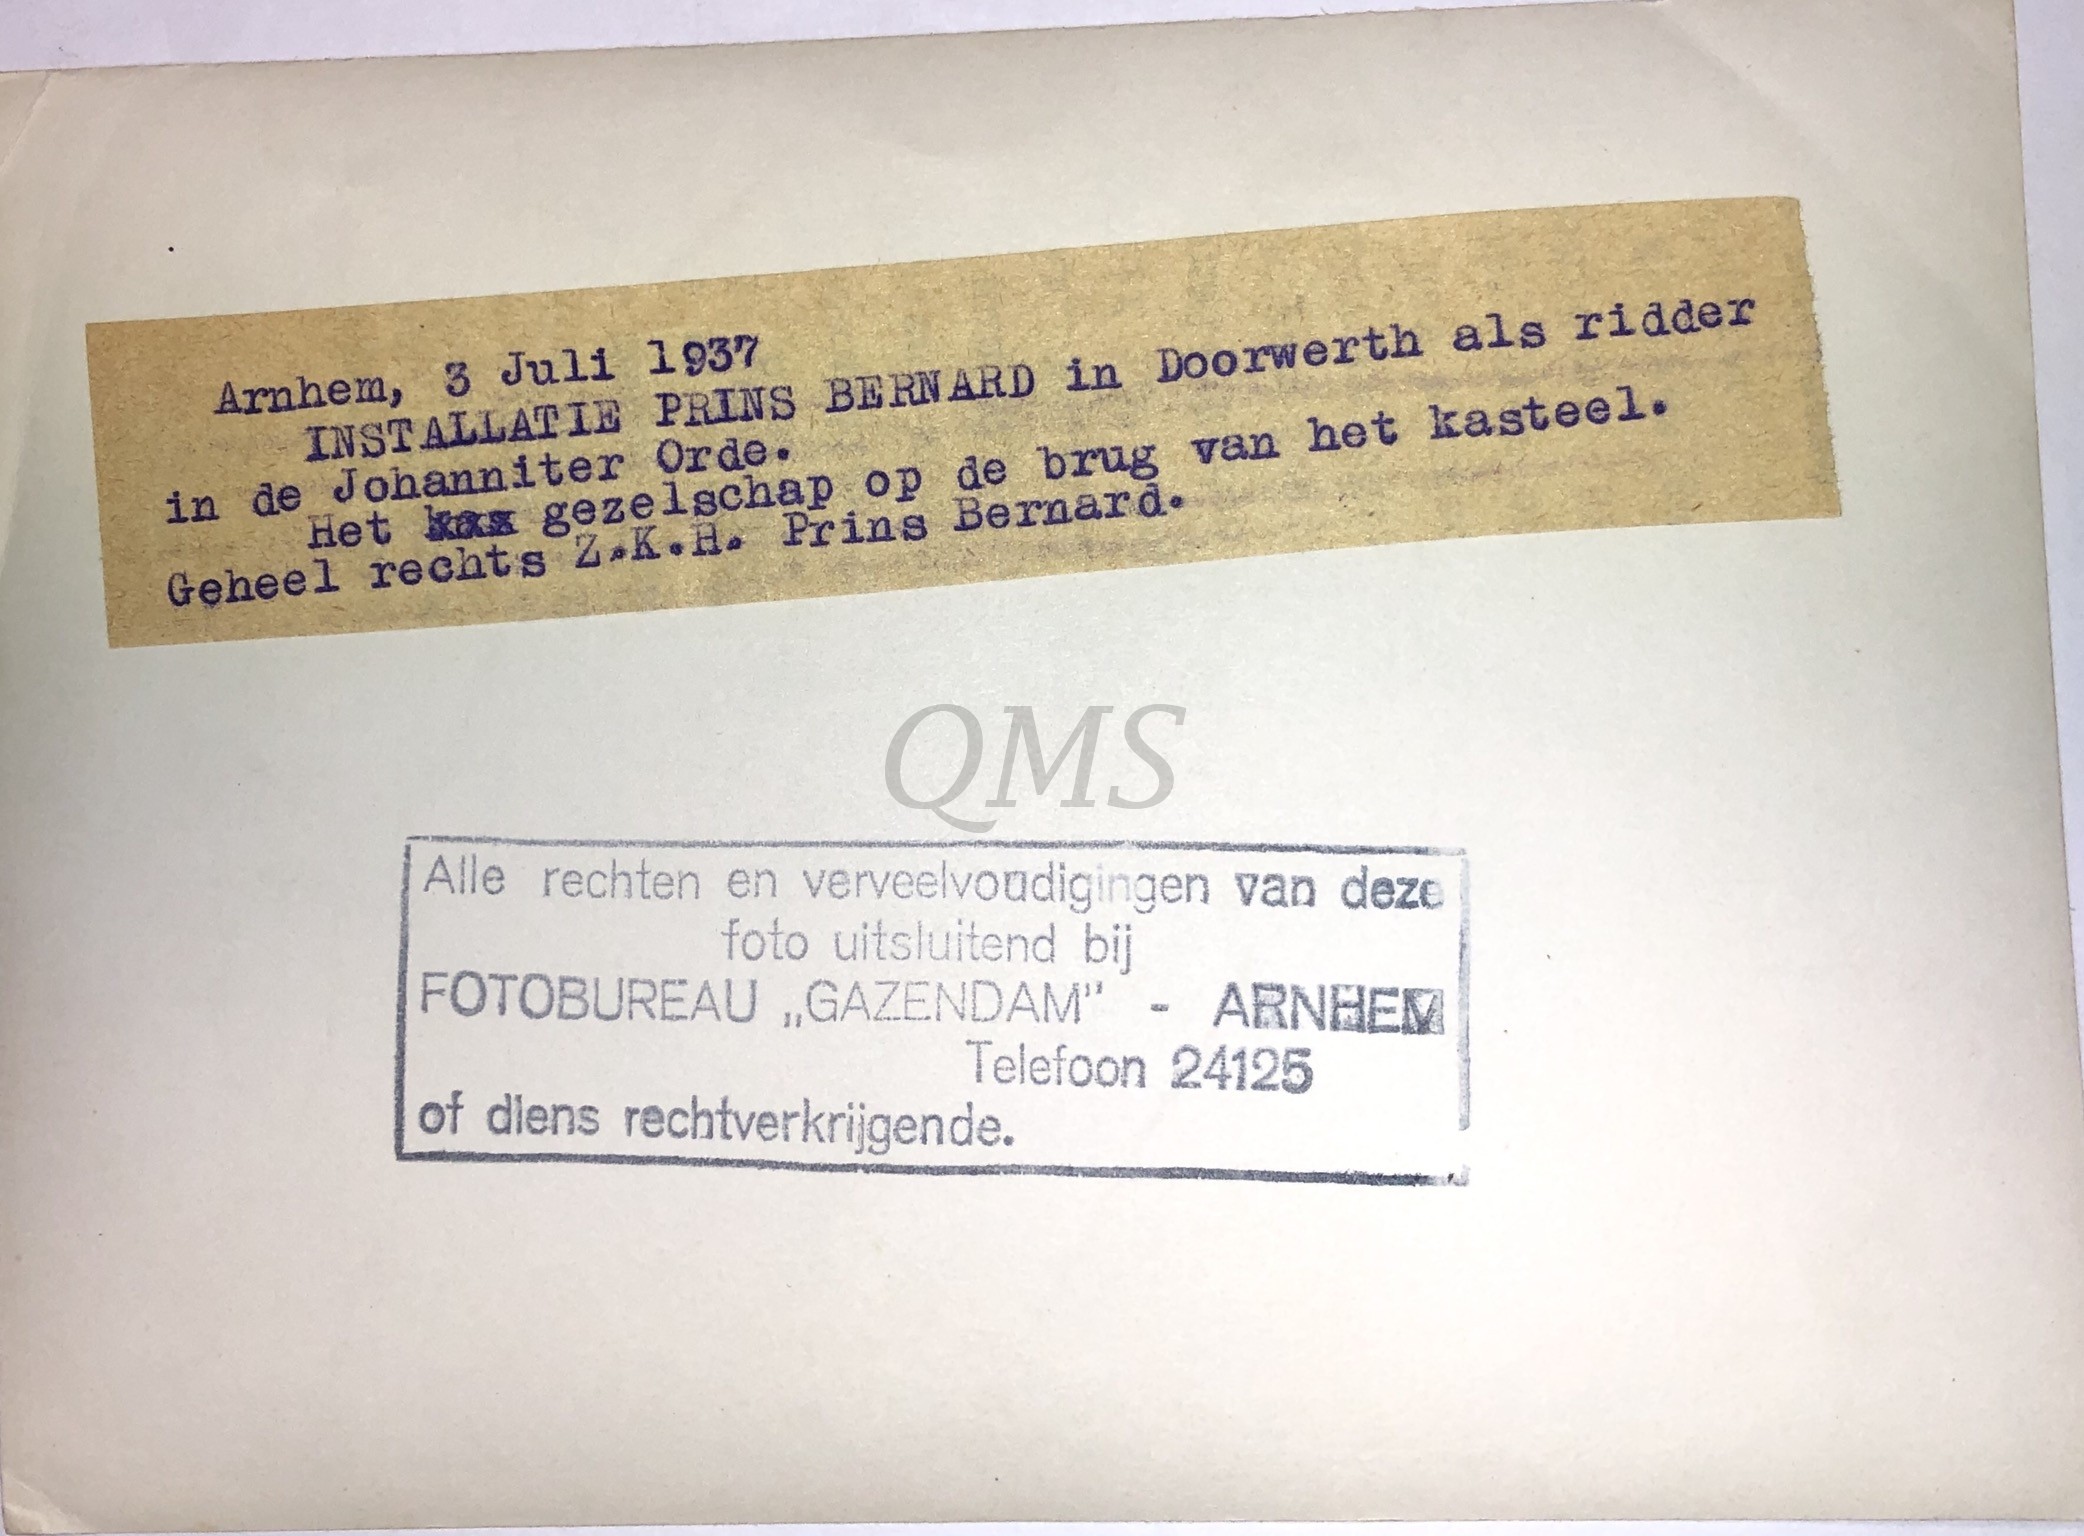 Arnhem, 3 Juli 1937
INSTALLATIE PRINS BERNARD in Doorwerth als ridder
in de Johanniter Orde.
Het gezelschap op de brug van het kasteel.
Geheel rechts Z.K.H. Prins Bernard.
QMS
Alle rechten en verveelvoudigingen van deze
foto uitsluitend bij
FOTOBUREAU „GAZENDAM" - ARNHEM
Telefoon 24125
of diens rechtverkrijgende.